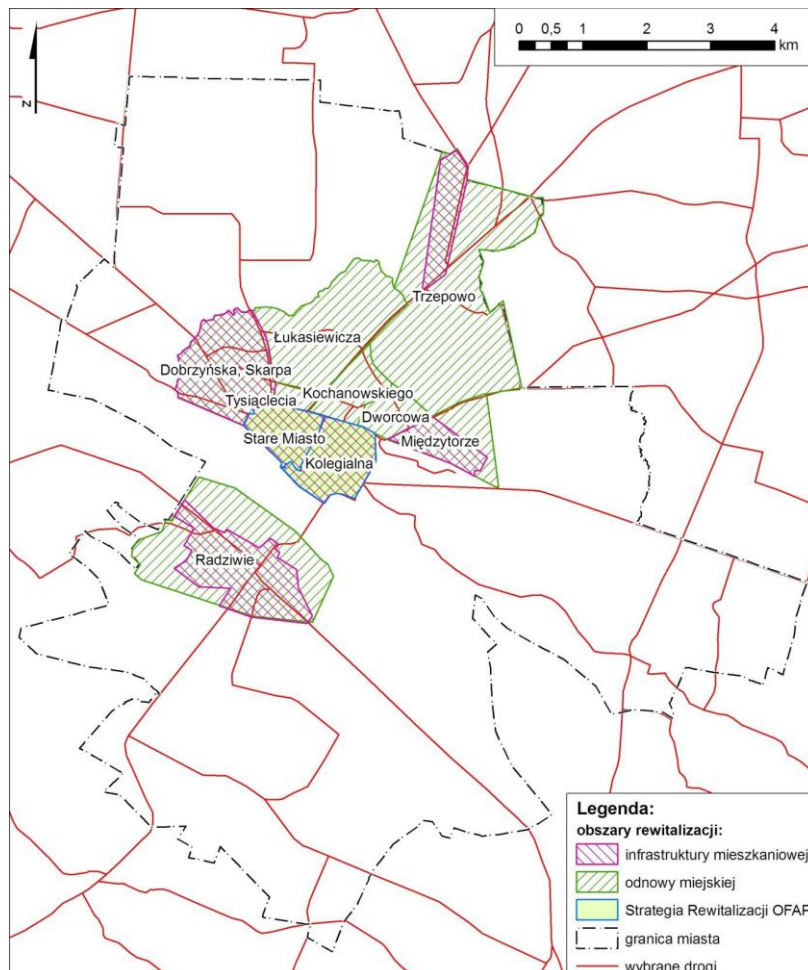 0 0,5 1 2 3 4
km
N
Trzepowo
Łukasiewicza
Dobrzyńska, Skarpa
Kochanowskiego
Tysiąclecia
Dworcowa
Stare Miasto
Międzytorze
Kolegialna
Radziwie
Legenda:
obszary rewitalizacji:
infrastruktury mieszkaniowej
odnowy miejskiej
Strategia Rewitalizacji OFAP
granica miasta
wybrane drogi